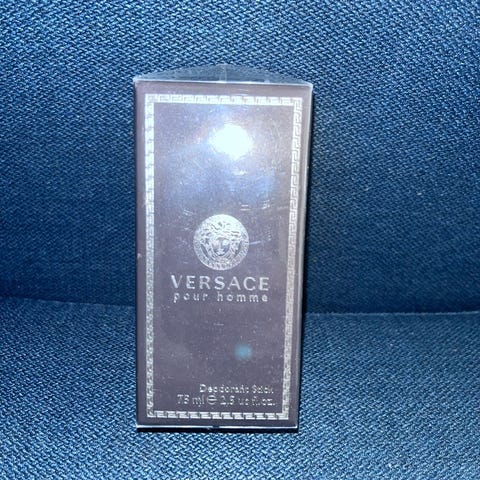 VERSACE
pour homme
Deodorant Stick
75 ml ℮ 2,5 us fl.oz.